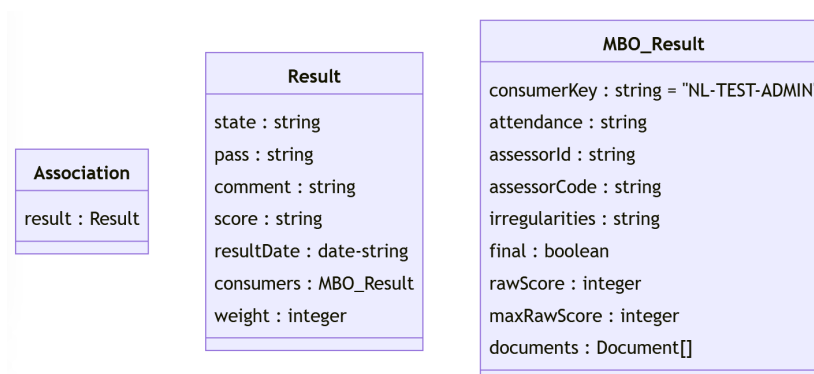 Association
result : Result
Result
state : string
pass : string
comment : string
score : string
resultDate : date-string
consumers : MBO_Result
weight : integer
MBO_Result
consumerKey : string = "NL-TEST-ADMIN"
attendance : string
assessorId : string
assessorCode : string
irregularities : string
final : boolean
rawScore : integer
maxRawScore : integer
documents : Document[]